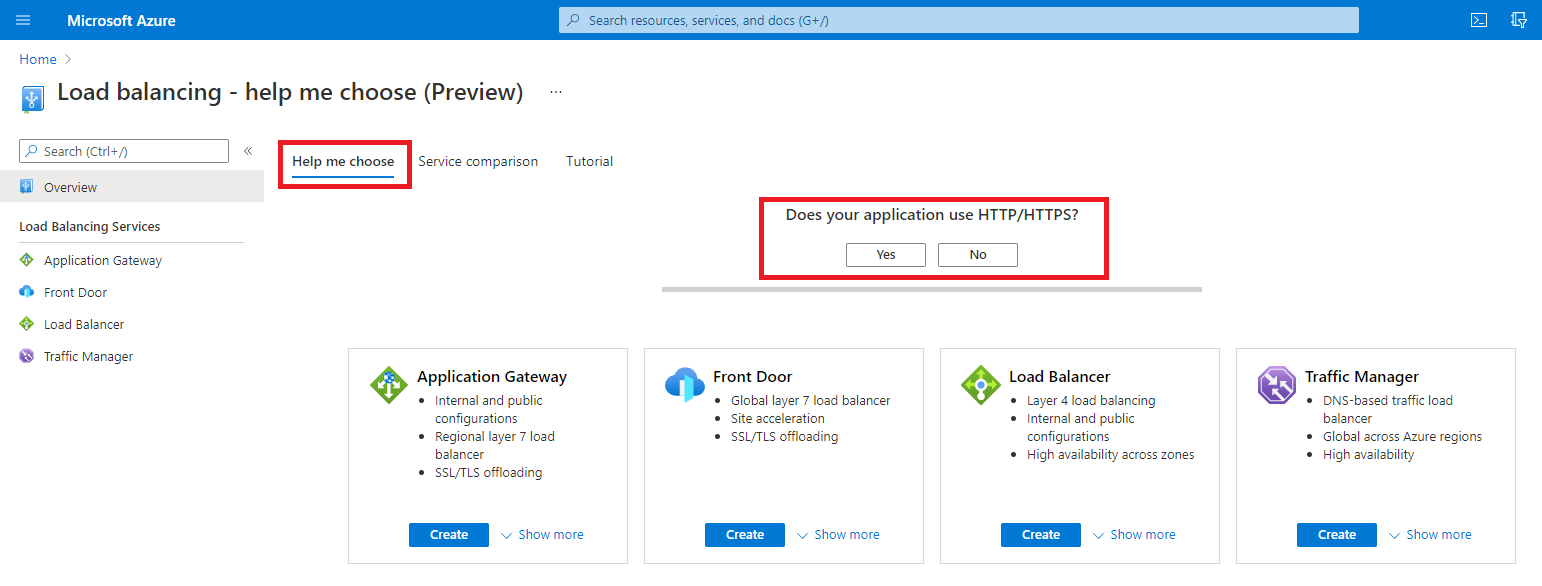 Microsoft Azure
Search resources, services, and docs (G+/)
Home
Load balancing - help me choose (Preview)
...
Search (Ctrl+/)
«
Overview
Load Balancing Services
Application Gateway
Front Door
Load Balancer
Traffic Manager
Help me choose
Service comparison
Tutorial
Does your application use HTTP/HTTPS?
Yes
No
Application Gateway
• Internal and public
configurations
• Regional layer 7 load
balancer
• SSL/TLS offloading
Create
Show more
Front Door
• Global layer 7 load balancer
• Site acceleration
• SSL/TLS offloading
Create
Show more
Load Balancer
• Layer 4 load balancing
• Internal and public
configurations
• High availability across zones
Create
Show more
Traffic Manager
• DNS-based traffic load
balancer
• Global across Azure regions
• High availability
Create
Show more